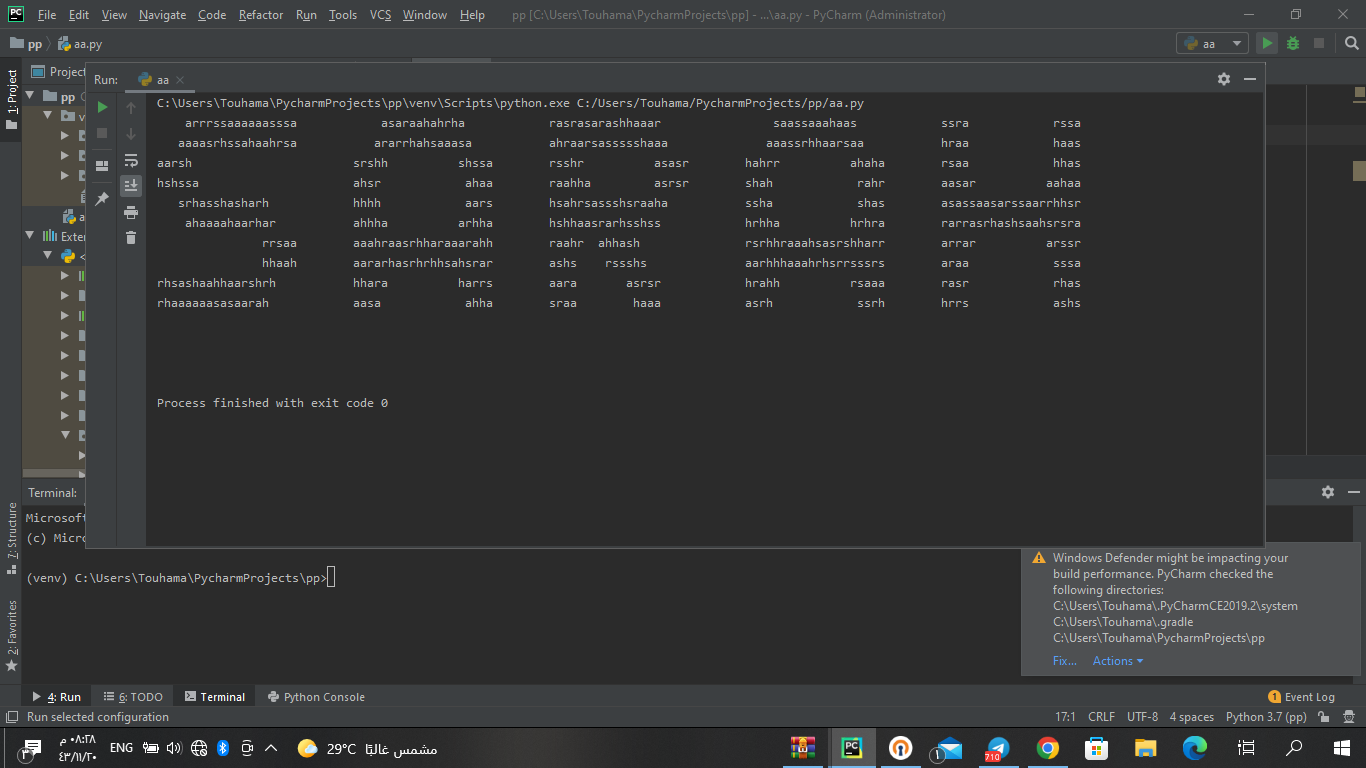 File Edit View Navigate Code Refactor Run Tools VCS Window Help pp [C:\Users\Touhama\PycharmProjects\pp] - ...\aa.py - PyCharm (Administrator)
pp aa.py aa
1: Project
Project
Run: aa
pp
C:\Users\Touhama\PycharmProjects\pp\venv\Scripts\python.exe C:/Users/Touhama/PycharmProjects/pp/aa.py
arrrssaaaaaasssa asaraahahrha rasrasarashhaaar saassaaahaas ssra rssa
aaaasrhssahaahrsa ararrhahsaaasa ahraarsassssshaaa aaassrhhaarsaa hraa haas
aarsh srshh shssa rsshr asasr hahrr ahaha rsaa hhas
hshssa ahsr ahaa raahha asrsr shah rahr aasar aahaa
srhasshasharh hhhh aars hsahrsassshsraaha ssha shas asassaasarssaarrhhsr
ahaaaahaarhar ahhha arhha hshhaasrarhsshss hrhha hrhra rarrasrhashsaahsrsra
rrsaa aaahraasrhharaaarahh raahr ahhash rsrhhraaahsasrshharr arrar arssr
hhaah aararhasrhrhhsahsrar ashs rssshs aarhhhaaahrhsrrsssrs araa sssa
rhsashaahhaarshrh hhara harrs aara asrsr hrahh rsaaa rasr rhas
rhaaaaaasasaarah aasa ahha sraa haaa asrh ssrh hrrs ashs
Process finished with exit code 0
Exter
Terminal:
Microsoft
(c) Micro
(venv) C:\Users\Touhama\PycharmProjects\pp>
7: Structure
2: Favorites
Windows Defender might be impacting your
build performance. PyCharm checked the
following directories:
C:\Users\Touhama\.PyCharmCE2019.2\system
C:\Users\Touhama\.gradle
C:\Users\Touhama\PycharmProjects\pp
Fix... Actions
4: Run 6: TODO Terminal Python Console 1 Event Log
Run selected configuration 17:1 CRLF UTF-8 4 spaces Python 3.7 (pp)
٣ ٠٨:٢٨ م ENG 29°C مشمس غالبًا PC ١ 710
٤٣/١١/٢٠